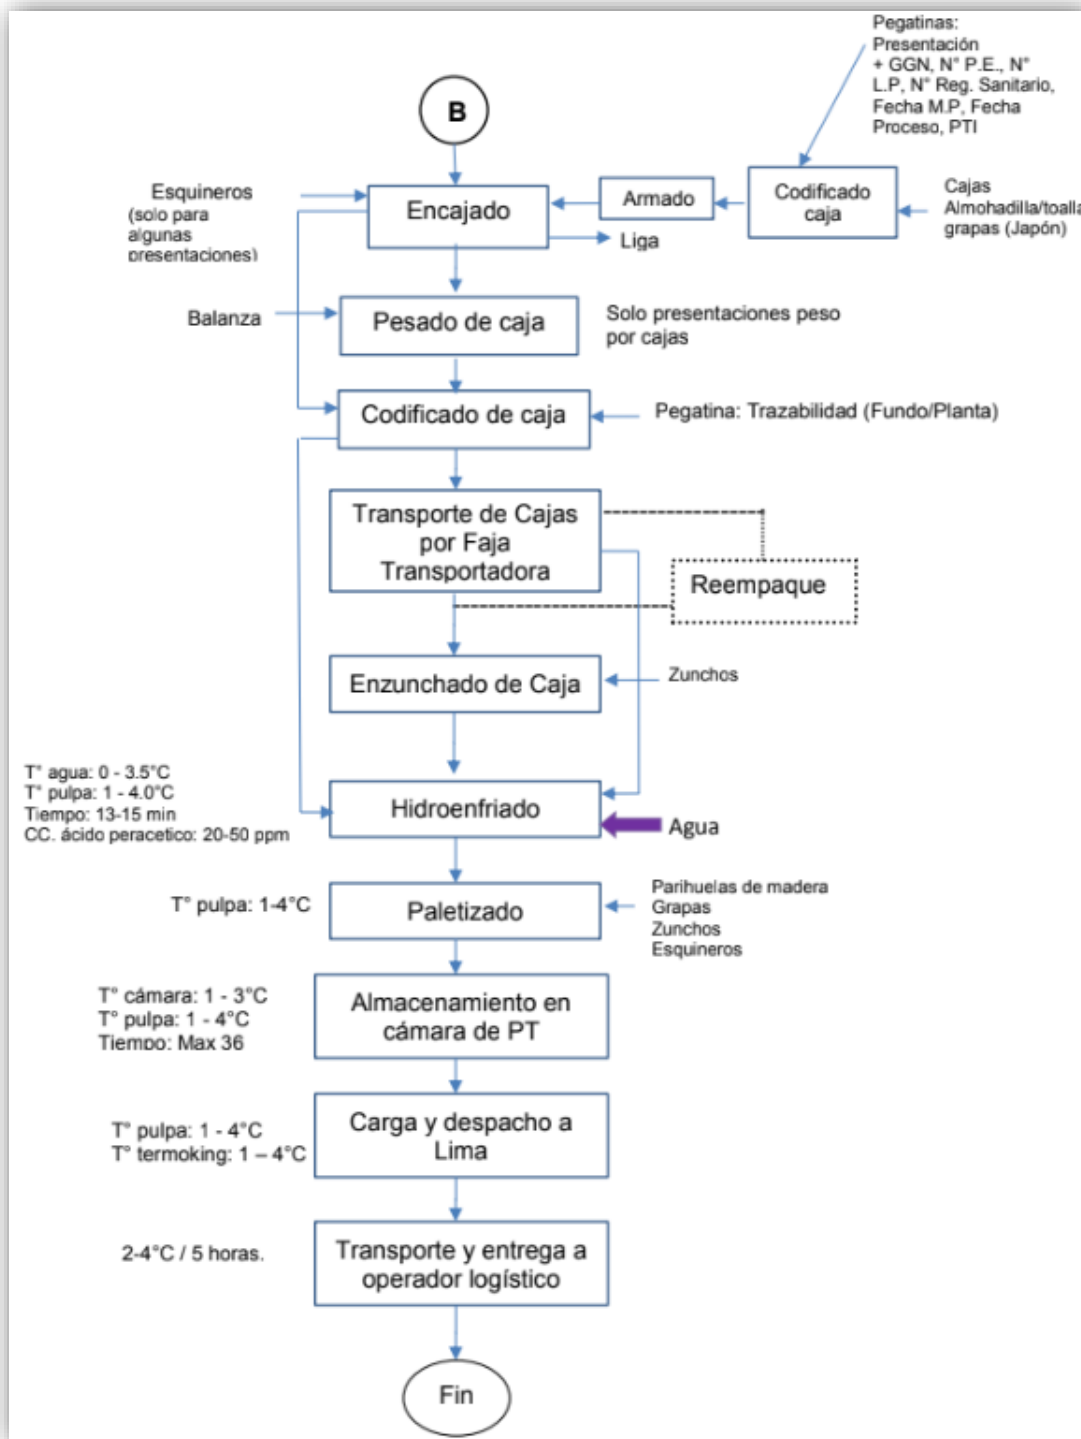 Pegatinas:
Presentación
+ GGN, N° P.E., N°
L.P, N° Reg. Sanitario,
Fecha M.P, Fecha
Proceso, PTI
B
Esquineros
(solo para
algunas
presentaciones)
Encajado
Armado
Codificado
caja
Cajas
Almohadilla/toalla
grapas (Japón)
Liga
Balanza
Pesado de caja
Solo presentaciones peso
por cajas
Codificado de caja
Pegatina: Trazabilidad (Fundo/Planta)
Transporte de Cajas
por Faja
Transportadora
Reempaque
Enzunchado de Caja
Zunchos
T° agua: 0 - 3.5°C
T° pulpa: 1 - 4.0°C
Tiempo: 13-15 min
CC. ácido peracetico: 20-50 ppm
Hidroenfriado
Agua
T° pulpa: 1-4°C
Paletizado
Parihuelas de madera
Grapas
Zunchos
Esquineros
T° cámara: 1 - 3°C
T° pulpa: 1 - 4°C
Tiempo: Max 36
Almacenamiento en
cámara de PT
T° pulpa: 1 - 4°C
T° termoking: 1 – 4°C
Carga y despacho a
Lima
2-4°C / 5 horas.
Transporte y entrega a
operador logístico
Fin